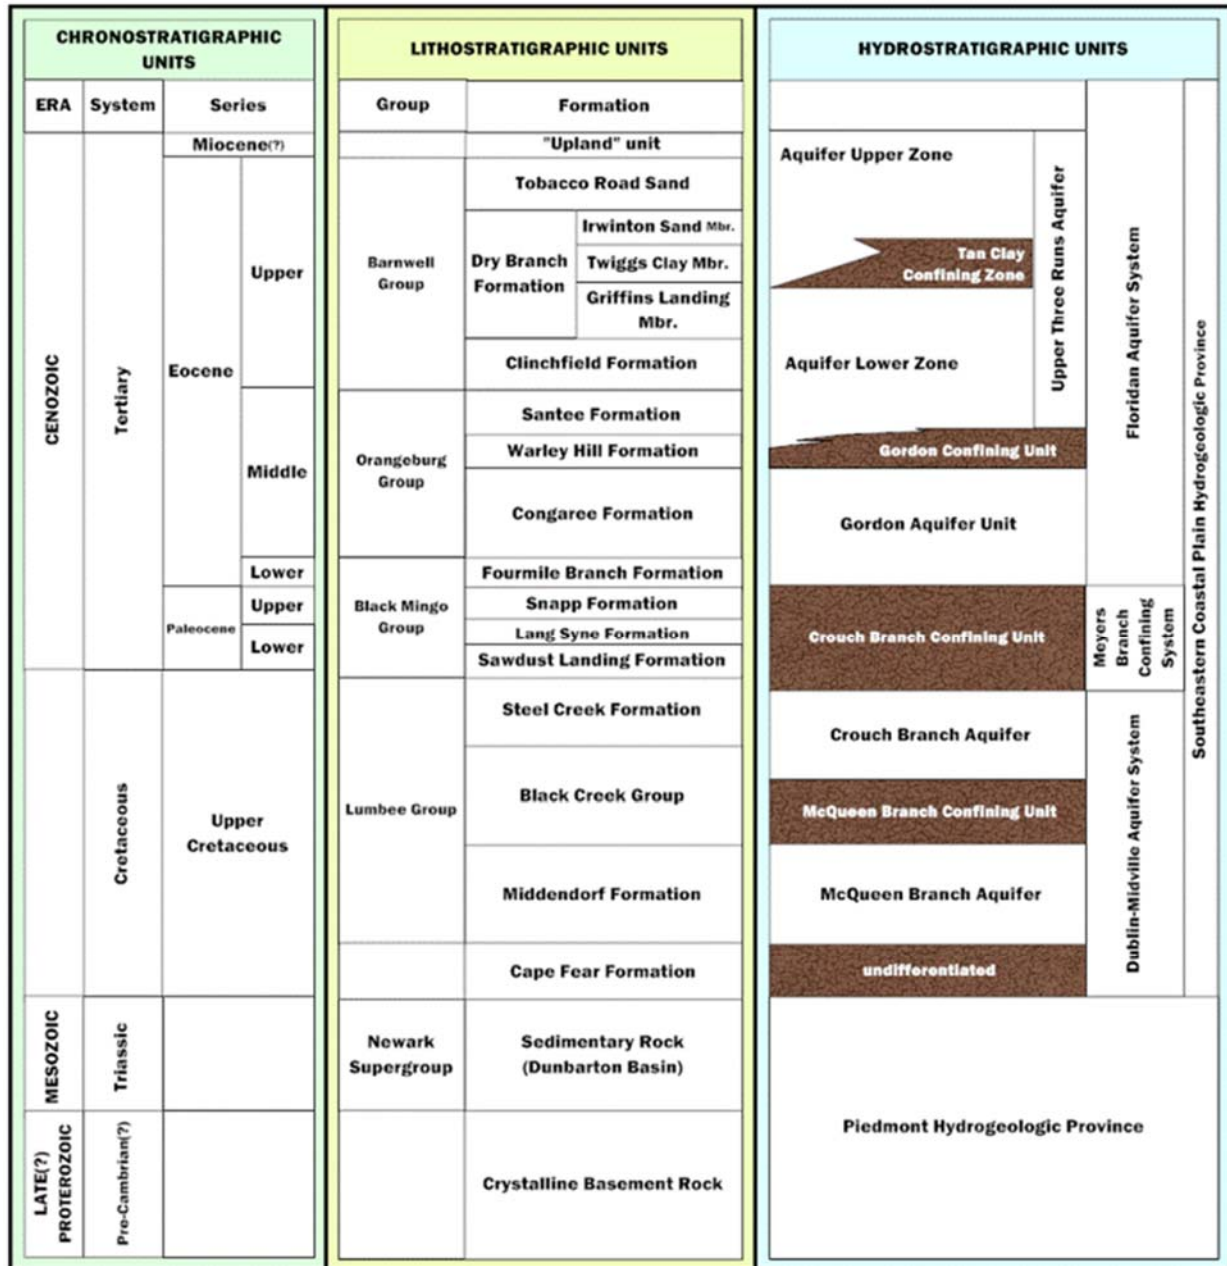 CHRONOSTRATIGRAPHIC
UNITS
ERA
System
Series
CENOZOIC
MESOZOIC
LATE(?)
PROTEROZOIC
Tertiary
Cretaceous
Triassic
Pre-Cambrian(?)
Miocene(?)
Eocene
Upper
Middle
Lower
Paleocene
Upper
Lower
Upper
Cretaceous
LITHOSTRATIGRAPHIC UNITS
Group
Formation
"Upland" unit
Barnwell
Group
Tobacco Road Sand
Dry Branch
Formation
Irwinton Sand Mbr.
Twiggs Clay Mbr.
Griffins Landing
Mbr.
Clinchfield Formation
Orangeburg
Group
Santee Formation
Warley Hill Formation
Congaree Formation
Black Mingo
Group
Fourmile Branch Formation
Snapp Formation
Lang Syne Formation
Sawdust Landing Formation
Lumbee Group
Steel Creek Formation
Black Creek Group
Middendorf Formation
Cape Fear Formation
Newark
Supergroup
Sedimentary Rock
(Dunbarton Basin)
Crystalline Basement Rock
HYDROSTRATIGRAPHIC UNITS
Aquifer Upper Zone
Tan Clay
Confining Zone
Aquifer Lower Zone
Upper Three Runs Aquifer
Gordon Confining Unit
Gordon Aquifer Unit
Floridan Aquifer System
Crouch Branch Confining Unit
Meyers
Branch
Confining
System
Crouch Branch Aquifer
McQueen Branch Confining Unit
McQueen Branch Aquifer
undifferentiated
Dublin-Midville Aquifer System
Southeastern Coastal Plain Hydrogeologic Province
Piedmont Hydrogeologic Province